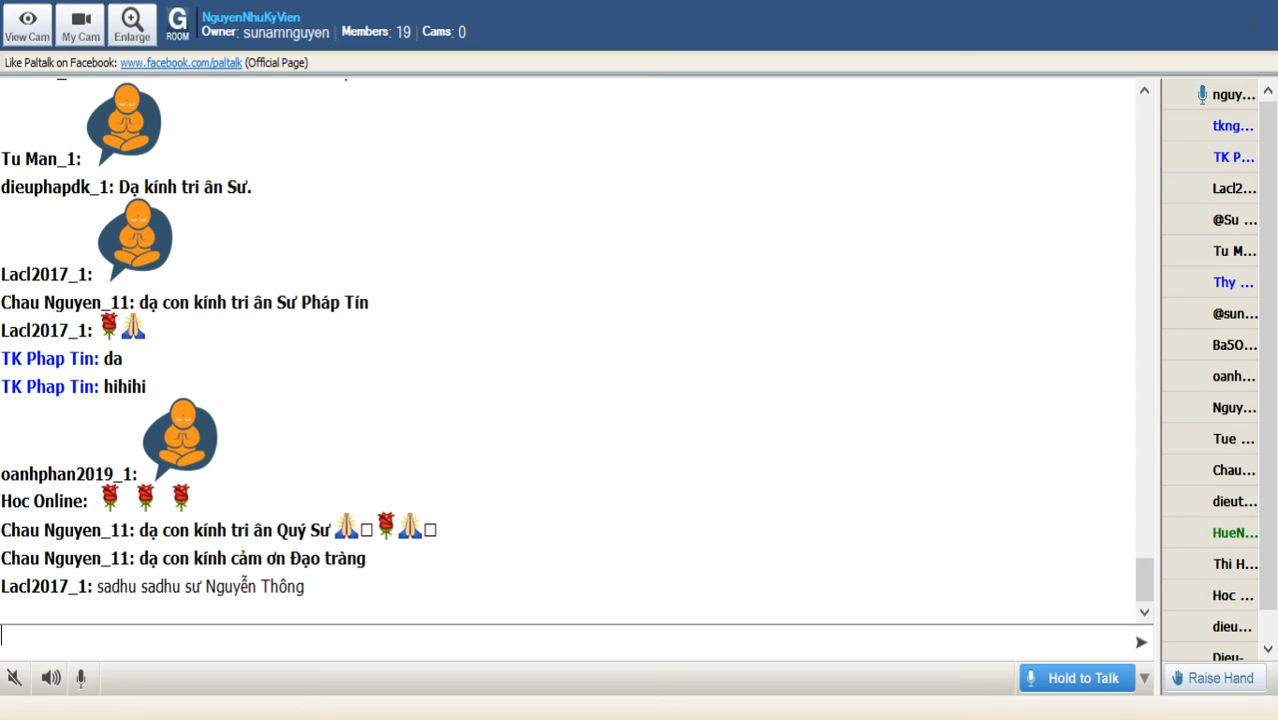 View Cam
My Cam
Enlarge
G
ROOM
NguyenNhuKyVien
Owner: sunamnguyen | Members: 19 | Cams: 0
Like Paltalk on Facebook: www.facebook.com/paltalk (Official Page)
Tu Man_1:
dieuphapdk_1: Dạ kính tri ân Sư.
Lacl2017_1:
Chau Nguyen_11: dạ con kính tri ân Sư Pháp Tín
Lacl2017_1: 🌹🙏
TK Phap Tin: da
TK Phap Tin: hihihi
oanhphan2019_1:
Hoc Online: 🌹 🌹 🌹
Chau Nguyen_11: dạ con kính tri ân Quý Sư 🙏□🌹🙏□
Chau Nguyen_11: dạ con kính cảm ơn Đạo tràng
Lacl2017_1: sadhu sadhu sư Nguyễn Thông
nguy...
tkng...
TK P...
Lacl2...
@Su ...
Tu M...
Thy ...
@sun...
Ba5O...
oanh...
Nguy...
Tue ...
Chau...
dieut...
HueN...
Thi H...
Hoc ...
dieu...
Dieu-
Hold to Talk
Raise Hand